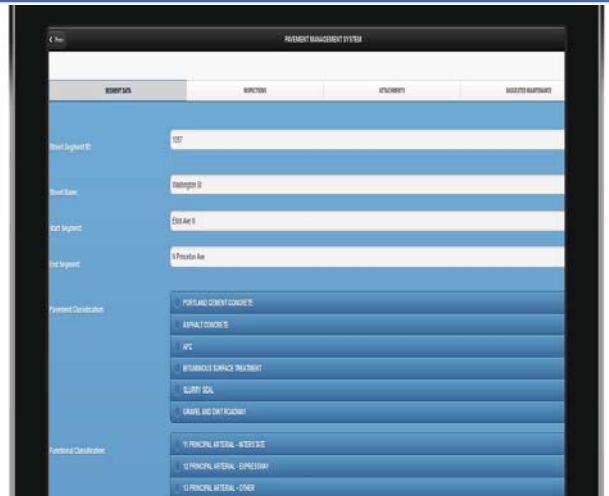 Prev
PAVEMENT MANAGEMENT SYSTEM
SEGMENT DATA
INSPECTIONS
ATTACHMENTS
SUGGESTED MAINTENANCE
Street Segment ID:
1057
Street Name:
Washington St
Start Segment:
Elliot Ave N
End Segment:
N Princeton Ave
Pavement Classification:
PORTLAND CEMENT CONCRETE
ASPHALT CONCRETE
APC
BITUMINOUS SURFACE TREATMENT
SLURRY SEAL
GRAVEL AND DIRT ROADWAY
Functional Classification:
11 PRINCIPAL ARTERIAL - INTERSTATE
12 PRINCIPAL ARTERIAL - EXPRESSWAY
13 PRINCIPAL ARTERIAL - OTHER